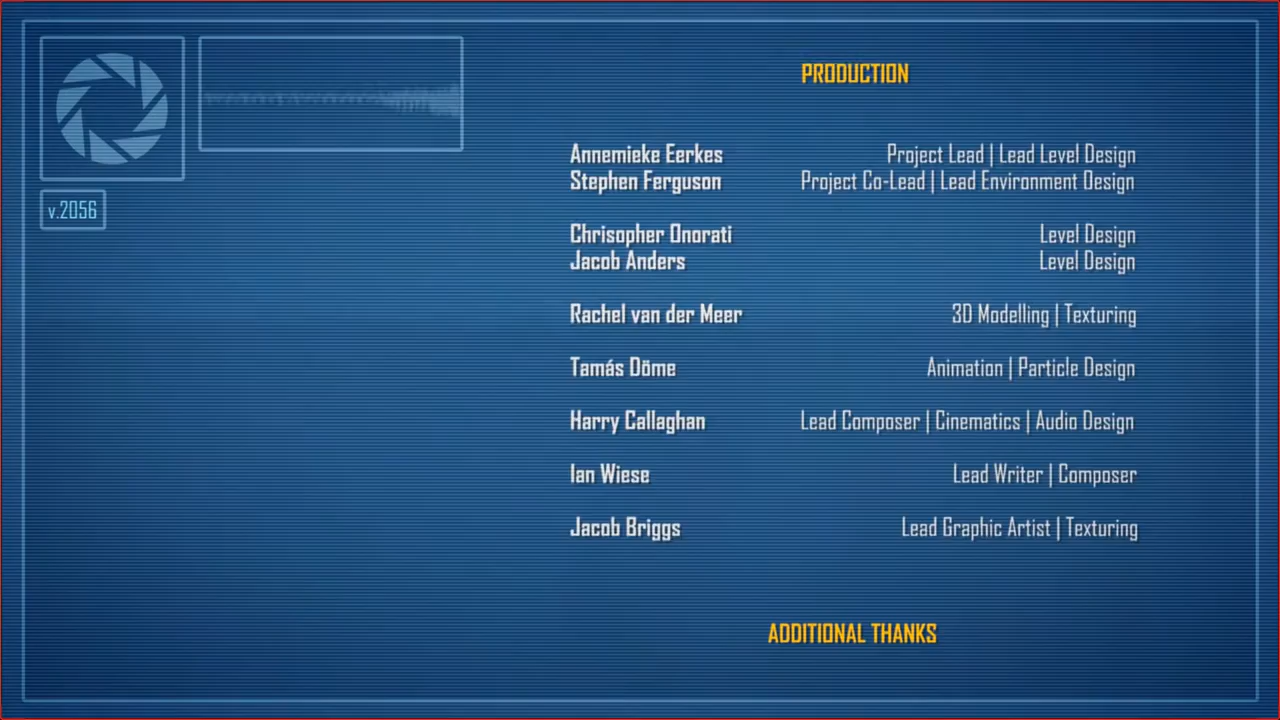 PRODUCTION
v.2056
Annemieke Eerkes Project Lead | Lead Level Design
Stephen Ferguson Project Co-Lead | Lead Environment Design
Chrisopher Onorati Level Design
Jacob Anders Level Design
Rachel van der Meer 3D Modelling | Texturing
Tamás Döme Animation | Particle Design
Harry Callaghan Lead Composer | Cinematics | Audio Design
Ian Wiese Lead Writer | Composer
Jacob Briggs Lead Graphic Artist | Texturing
ADDITIONAL THANKS